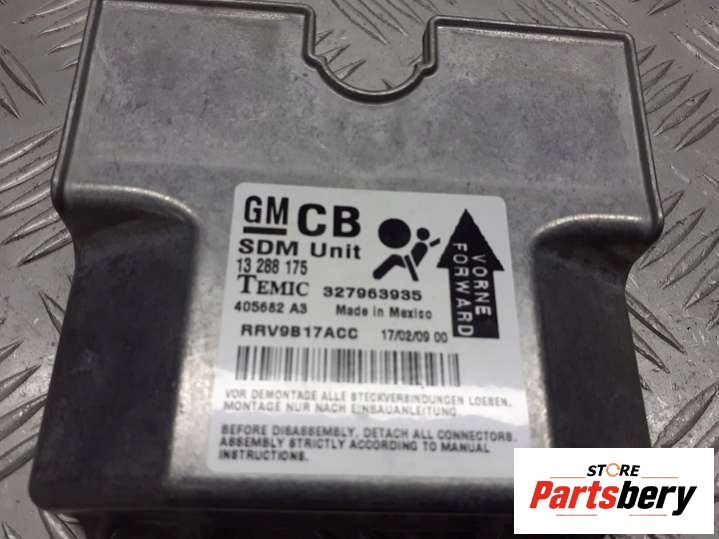 GM CB
SDM Unit
13 288 175
TEMIC 327963935
405682 A3 Made in Mexico
RRV9B17ACC 17/02/09 00
VORNE
FORWARD
VOR DEMONTAGE ALLE STECKVERBINDUNGEN LOESEN.
MONTAGE NUR NACH EINBAUANLEITUNG.
BEFORE DISASSEMBLY, DETACH ALL CONNECTORS.
ASSEMBLY STRICTLY ACCORDING TO MANUAL
INSTRUCTIONS.
STORE
Partsbery